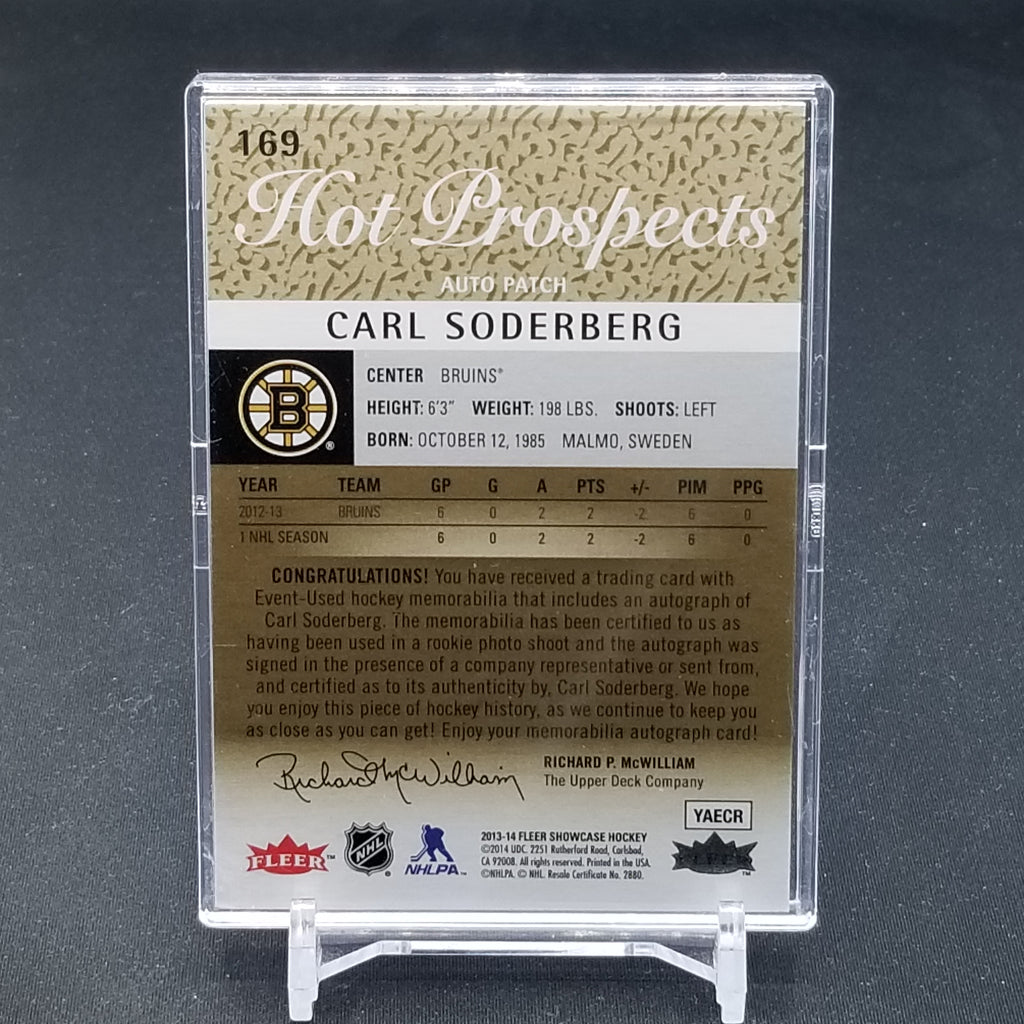 169
Hot Prospects
AUTO PATCH
CARL SODERBERG
B ®
CENTER BRUINS®
HEIGHT: 6'3" WEIGHT: 198 LBS. SHOOTS: LEFT
BORN: OCTOBER 12, 1985 MALMO, SWEDEN
YEAR TEAM GP G A PTS +/- PIM PPG
2012-13 BRUINS 6 0 2 2 -2 6 0
1 NHL SEASON 6 0 2 2 -2 6 0
CONGRATULATIONS! You have received a trading card with
Event-Used hockey memorabilia that includes an autograph of
Carl Soderberg. The memorabilia has been certified to us as
having been used in a rookie photo shoot and the autograph was
signed in the presence of a company representative or sent from,
and certified as to its authenticity by, Carl Soderberg. We hope
you enjoy this piece of hockey history, as we continue to keep you
as close as you can get! Enjoy your memorabilia autograph card!
Richard McWilliam
RICHARD P. McWILLIAM
The Upper Deck Company
YAECR
FLEER™
NHL ®
NHLPA™
2013-14 FLEER SHOWCASE HOCKEY
©2014 UDC. 2251 Rutherford Road, Carlsbad,
CA 92008. All rights reserved. Printed in the USA.
©NHLPA. © NHL. Resale Certificate No. 2880.
FLEER ™